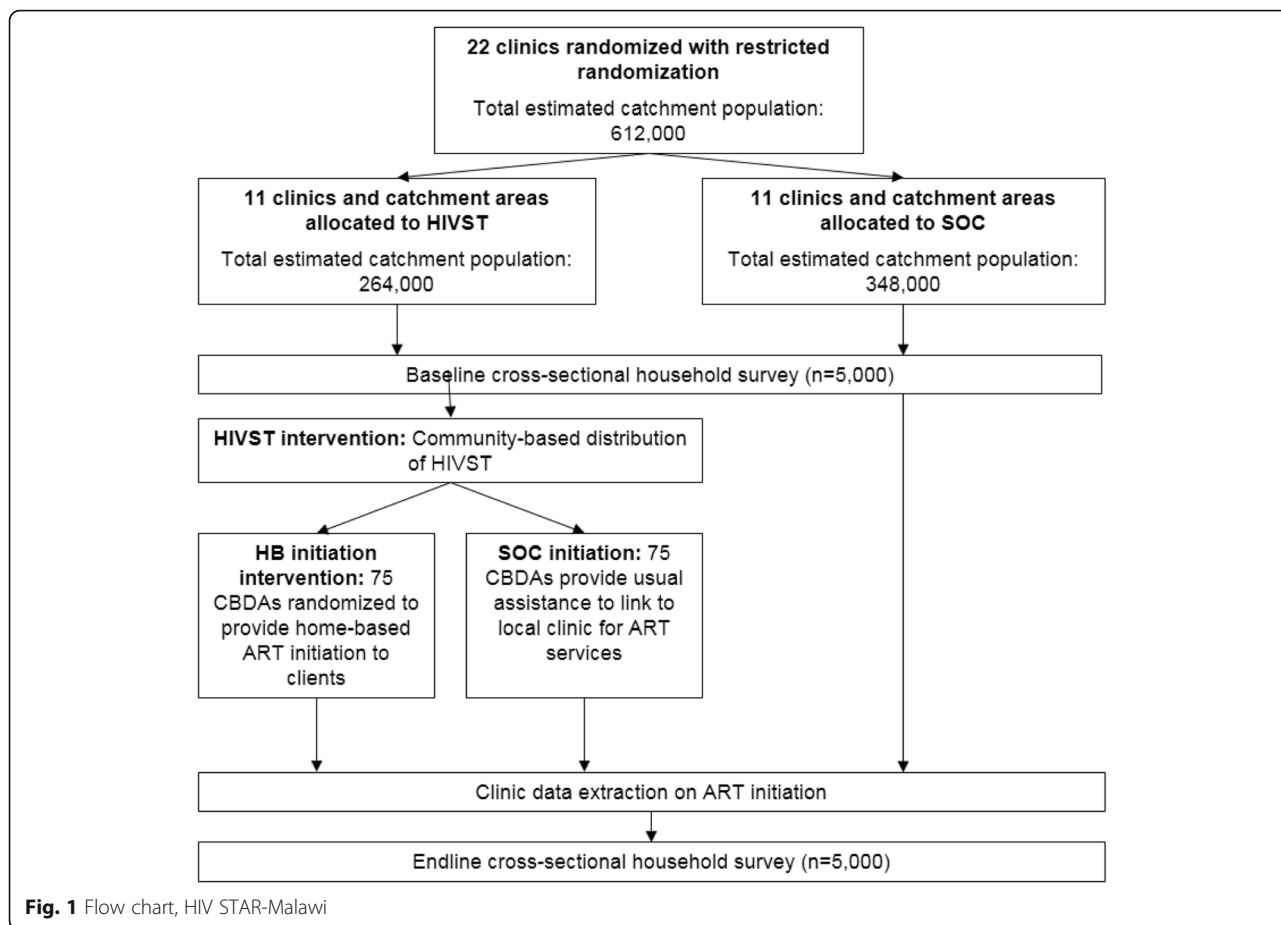 22 clinics randomized with restricted
randomization
Total estimated catchment population:
612,000
11 clinics and catchment areas
allocated to HIVST
Total estimated catchment population:
264,000
11 clinics and catchment areas
allocated to SOC
Total estimated catchment population:
348,000
Baseline cross-sectional household survey (n=5,000)
HIVST intervention: Community-based distribution
of HIVST
HB initiation
intervention: 75
CBDAs randomized to
provide home-based
ART initiation to
clients
SOC initiation: 75
CBDAs provide usual
assistance to link to
local clinic for ART
services
Clinic data extraction on ART initiation
Endline cross-sectional household survey (n=5,000)
Fig. 1 Flow chart, HIV STAR-Malawi